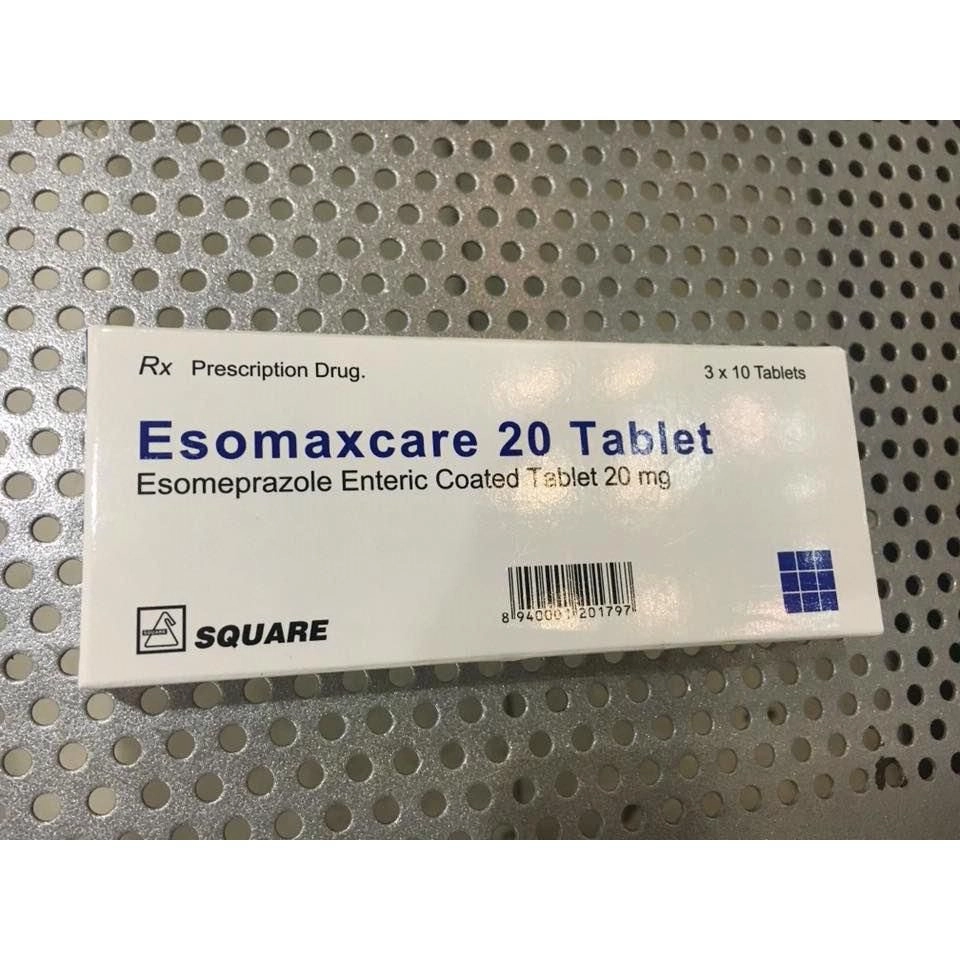 Rx Prescription Drug.
3 x 10 Tablets
Esomaxcare 20 Tablet
Esomeprazole Enteric Coated Tablet 20 mg
8 940001 201797
SQUARE
SQUARE